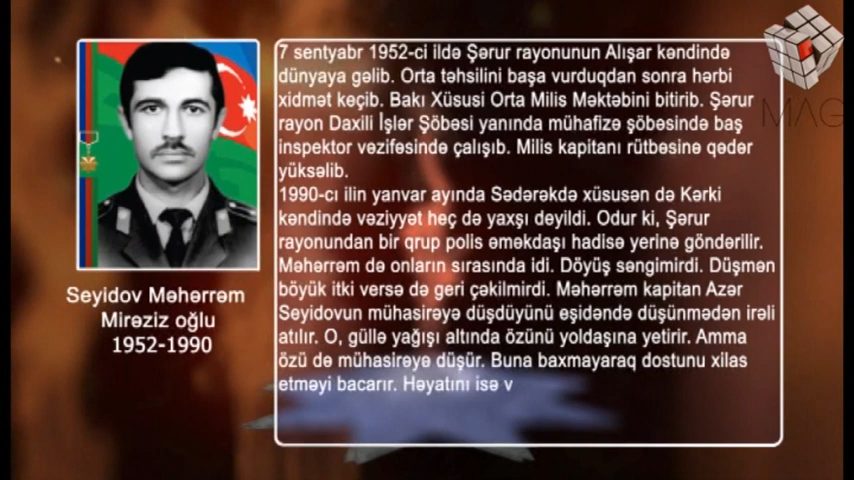 MAG
7 sentyabr 1952-ci ildə Şərur rayonunun Alışar kəndində
dünyaya gəlib. Orta təhsilini başa vurduqdan sonra hərbi
xidmət keçib. Bakı Xüsusi Orta Milis Məktəbini bitirib. Şərur
rayon Daxili İşlər Şöbəsi yanında mühafizə şöbəsində baş
inspektor vəzifəsində çalışıb. Milis kapitanı rütbəsinə qədər
yüksəlib.
1990-cı ilin yanvar ayında Sədərəkdə xüsusən də Kərki
kəndində vəziyyət heç də yaxşı deyildi. Odur ki, Şərur
rayonundan bir qrup polis əməkdaşı hadisə yerinə göndərilir.
Məhərrəm də onların sırasında idi. Döyüş səngimirdi. Düşmən
böyük itki versə də geri çəkilmirdi. Məhərrəm kapitan Azər
Seyidovun mühasirəyə düşdüyünü eşidəndə düşünmədən irəli
atılır. O, güllə yağışı altında özünü yoldaşına yetirir. Amma
özü də mühasirəyə düşür. Buna baxmayaraq dostunu xilas
etməyi bacarır. Həyatını isə v
Seyidov Məhərrəm
Mirəziz oğlu
1952-1990